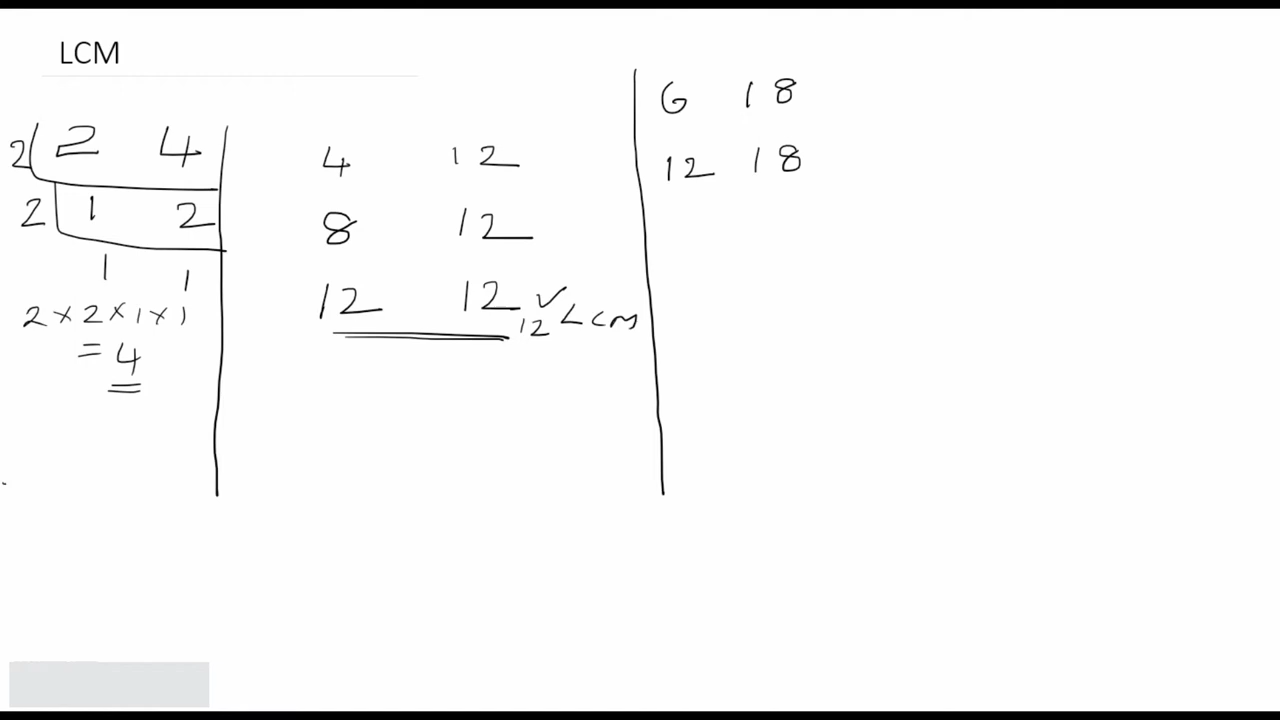 LCM
2 2 4
2 1 2
1 1
2 × 2 × 1 × 1
= 4
4 12
8 12
12 12 ✓
12 LCM
6 18
12 18